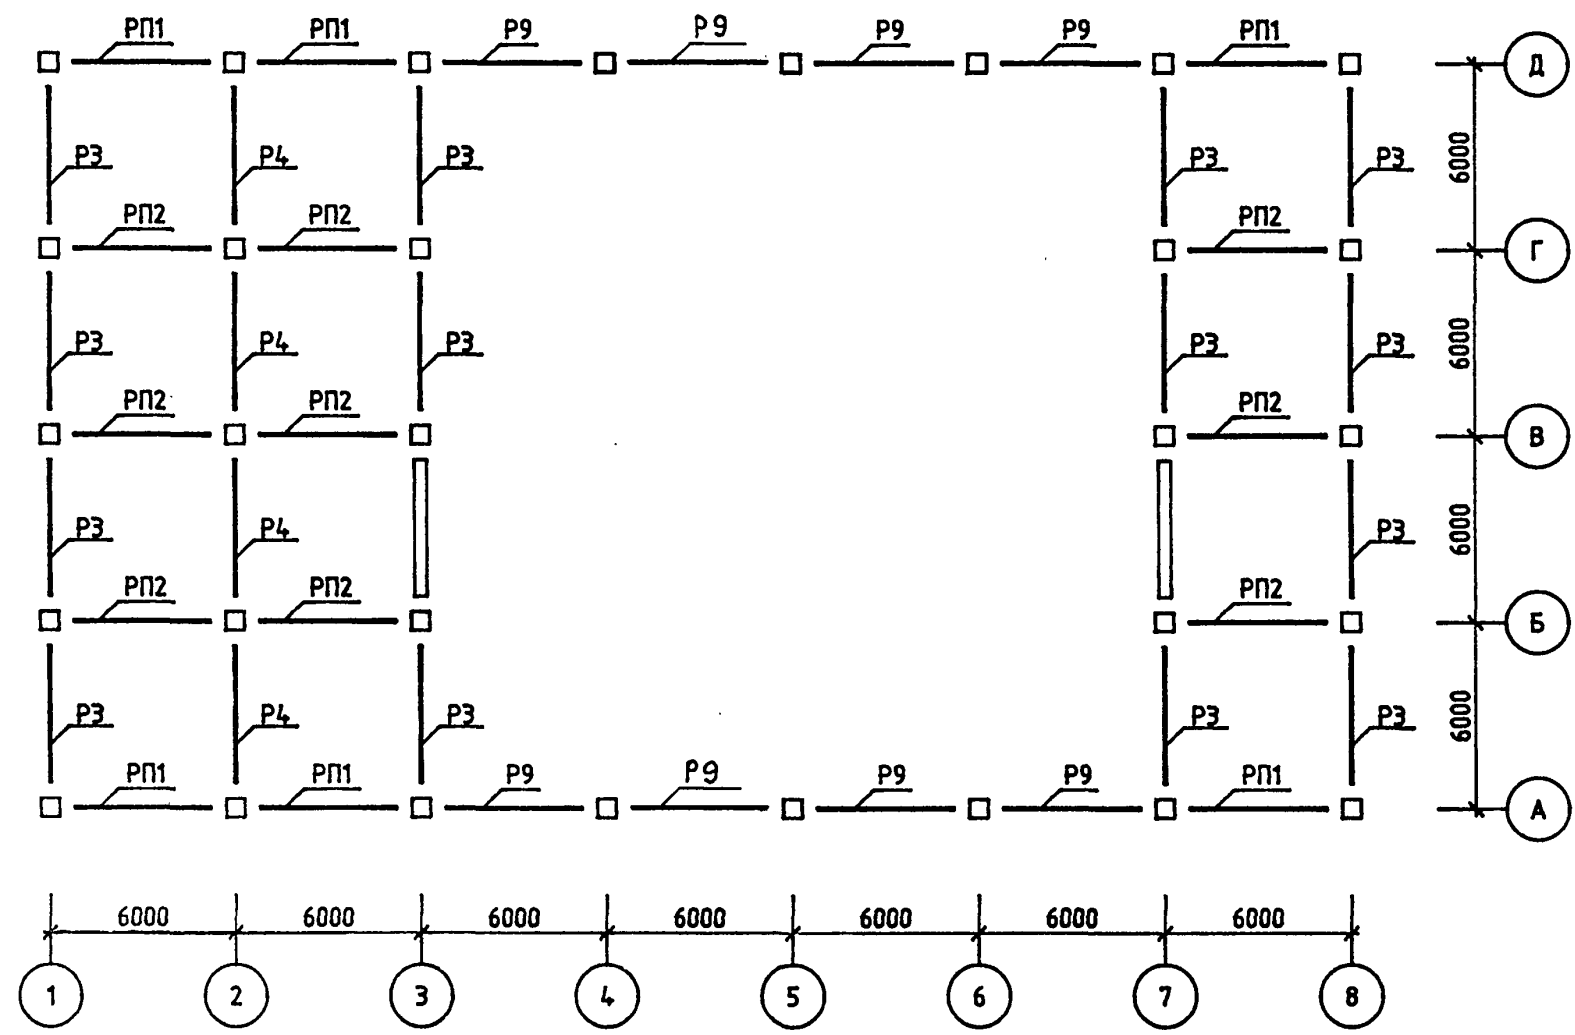 РП1 РП1 Р9 Р9 Р9 Р9 РП1 Д
Р3 Р4 Р3 Р3 Р3 6000
РП2 РП2 РП2 Г
Р3 Р4 Р3 Р3 Р3 6000
РП2 РП2 РП2 В
Р3 Р4 Р3 6000
РП2 РП2 РП2 Б
Р3 Р4 Р3 Р3 Р3 6000
РП1 РП1 Р9 Р9 Р9 Р9 РП1 А
6000 6000 6000 6000 6000 6000 6000
1 2 3 4 5 6 7 8